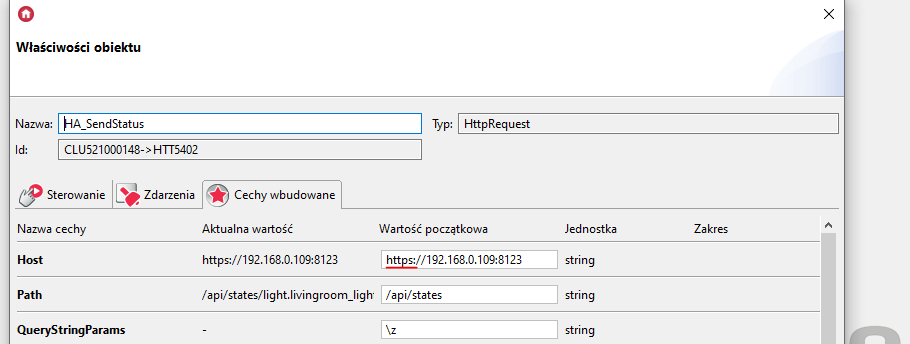 Właściwości obiektu
Nazwa: HA_SendStatus Typ: HttpRequest
Id: CLU521000148->HTT5402
Sterowanie Zdarzenia Cechy wbudowane
Nazwa cechy Aktualna wartość Wartość początkowa Jednostka Zakres
Host https://192.168.0.109:8123 https://192.168.0.109:8123 string
Path /api/states/light.livingroom_ligh /api/states string
QueryStringParams - \z string